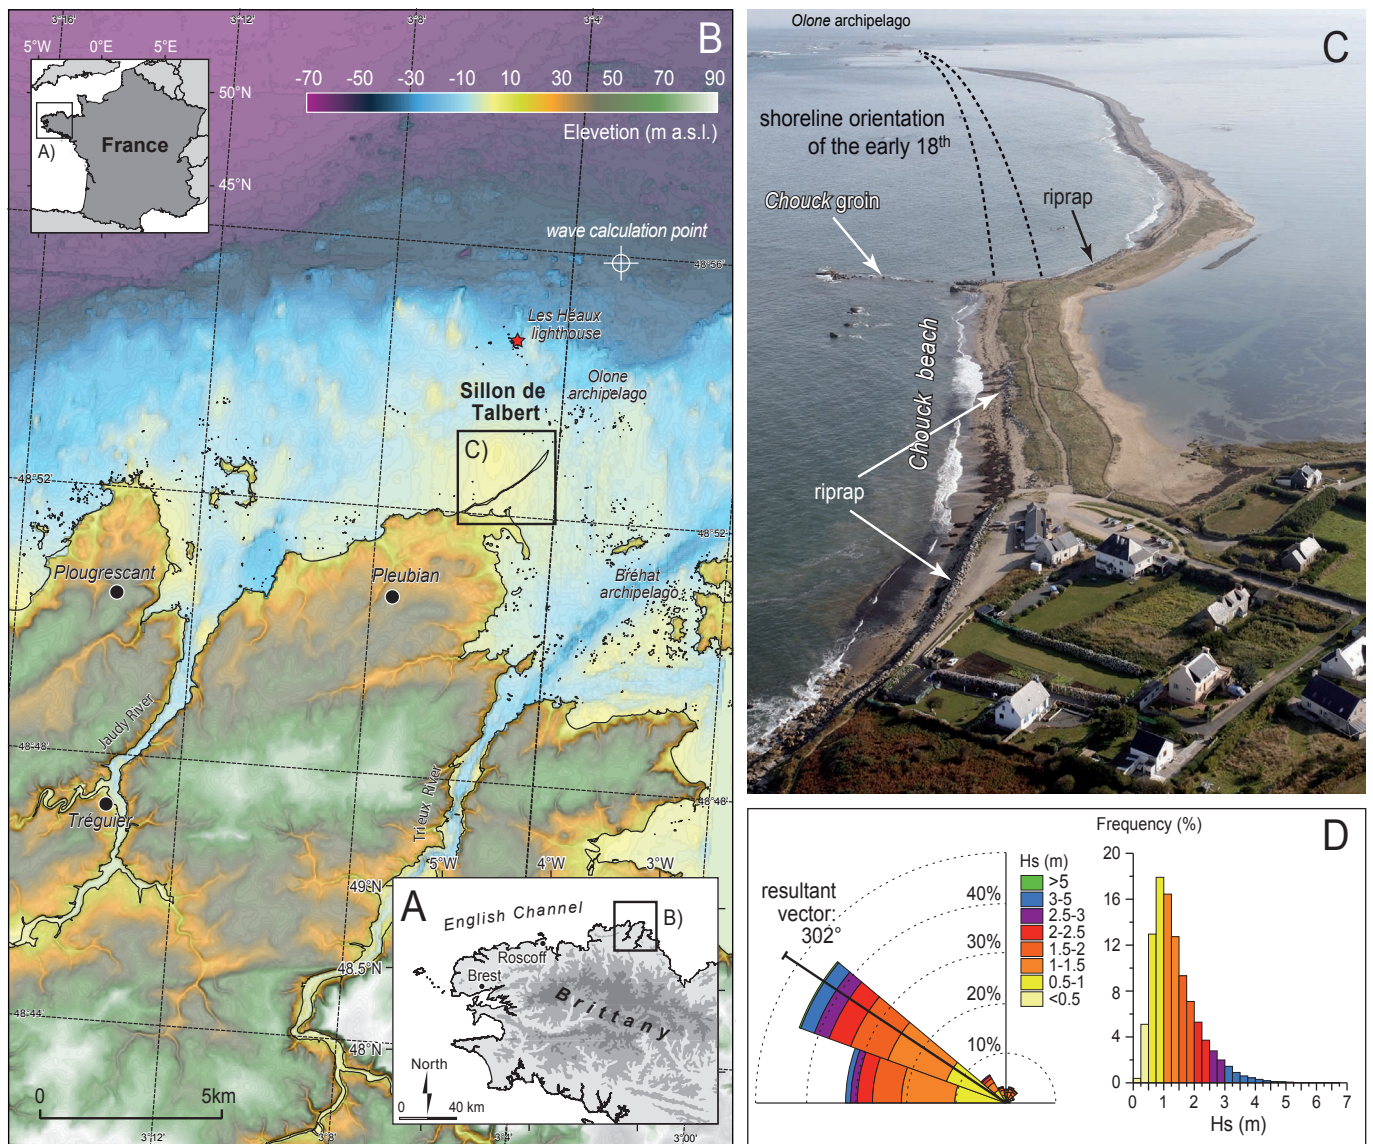 3°16'
3°12'
3°8'
3°4'
B
5°W
0°E
5°E
50°N
45°N
France
A)
-70
-50
-30
-10
10
30
50
70
90
Elevetion (m a.s.l.)
wave calculation point
48°56'
Les Héaux
lighthouse
Olone
archipelago
Sillon de
Talbert
C)
48°52'
48°52'
Plougrescant
Pleubian
Bréhat
archipelago
Jaudy River
48°48'
48°48'
Tréguier
Trieux River
48°44'
0
5km
3°12'
3°8'
3°4'
3°00'
5°W
4°W
3°W
49°N
48.5°N
48°N
A
English Channel
B)
Roscoff
Brest
Brittany
North
0
40 km
Olone archipelago
C
shoreline orientation
of the early 18th
Chouck groin
riprap
Chouck beach
riprap
D
resultant
vector:
302°
40%
30%
20%
10%
Hs (m)
>5
3-5
2.5-3
2-2.5
1.5-2
1-1.5
0.5-1
<0.5
Frequency (%)
20
16
12
8
4
0
0
1
2
3
4
5
6
7
Hs (m)